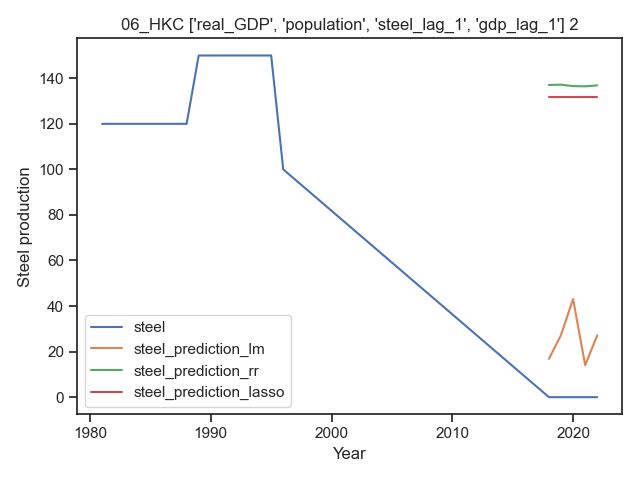 06_HKC ['real_GDP', 'population', 'steel_lag_1', 'gdp_lag_1'] 2
Steel production
140
120
100
80
60
40
20
0
steel
steel_prediction_lm
steel_prediction_rr
steel_prediction_lasso
1980 1990 2000 2010 2020
Year